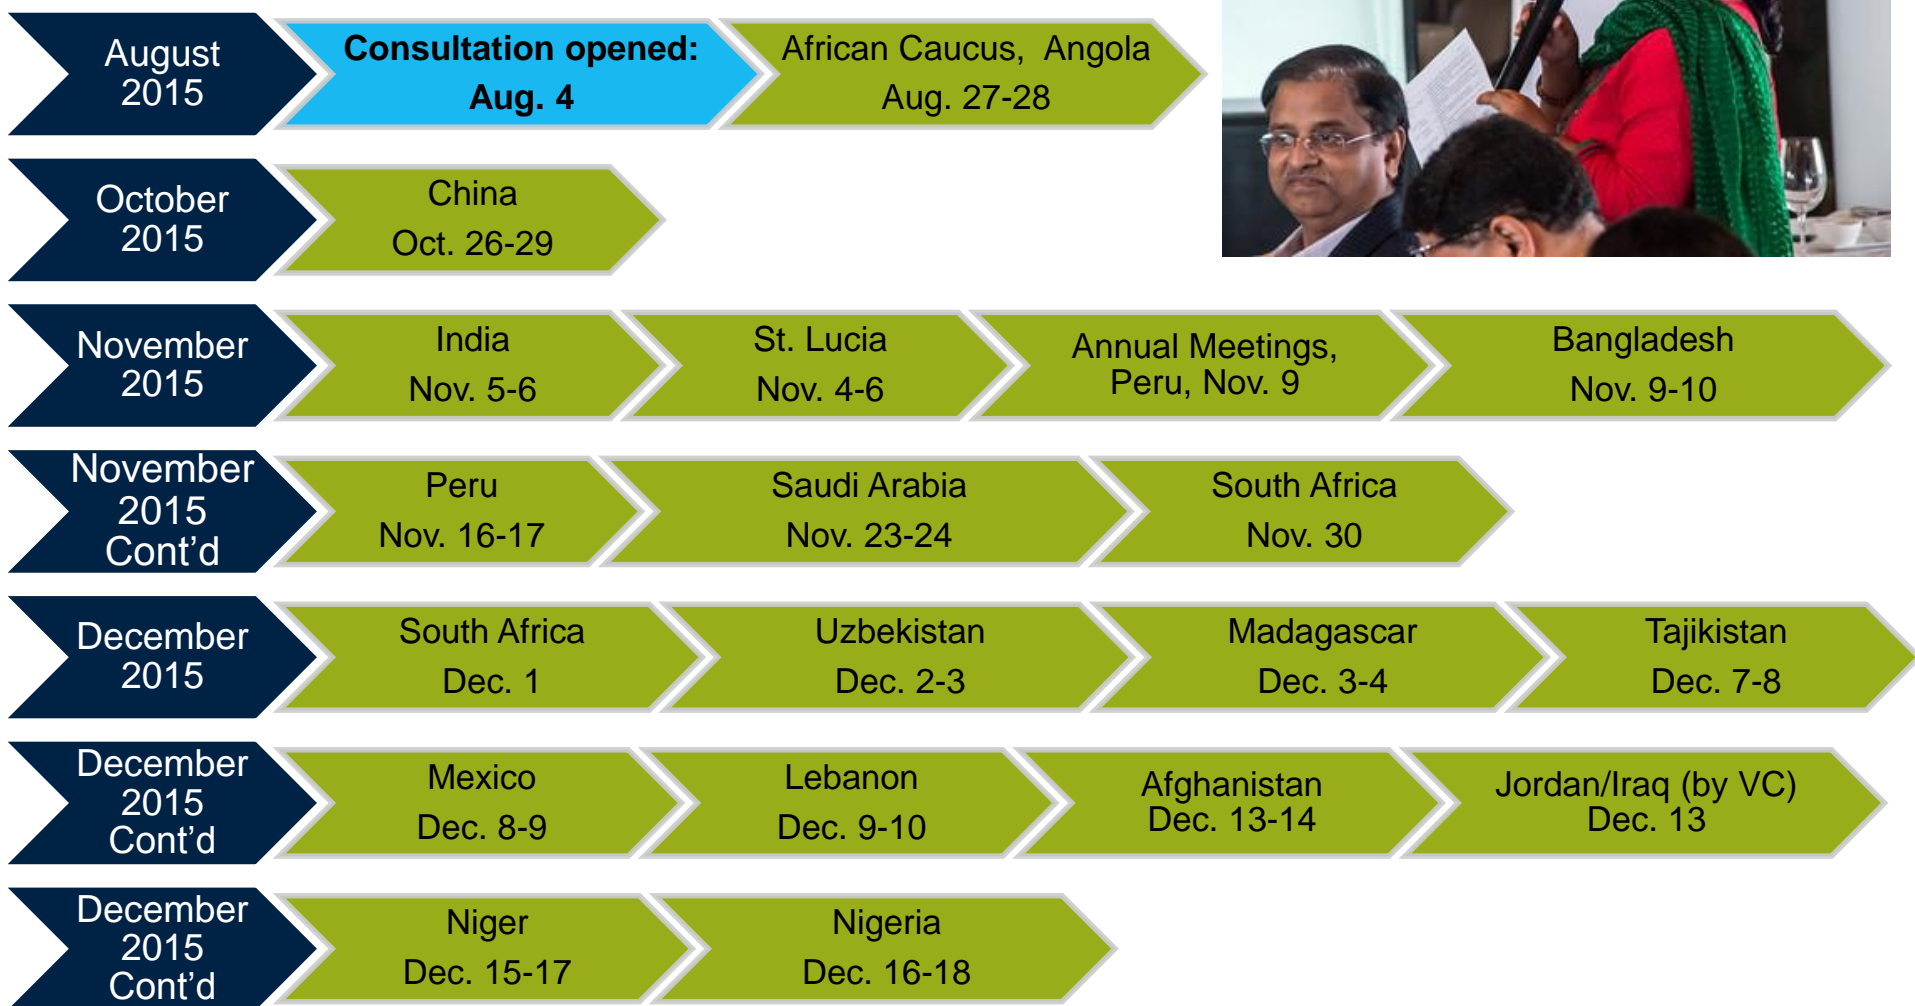 August
2015
Consultation opened:
Aug. 4
African Caucus, Angola
Aug. 27-28
October
2015
China
Oct. 26-29
November
2015
India
Nov. 5-6
St. Lucia
Nov. 4-6
Annual Meetings,
Peru, Nov. 9
Bangladesh
Nov. 9-10
November
2015
Cont'd
Peru
Nov. 16-17
Saudi Arabia
Nov. 23-24
South Africa
Nov. 30
December
2015
South Africa
Dec. 1
Uzbekistan
Dec. 2-3
Madagascar
Dec. 3-4
Tajikistan
Dec. 7-8
December
2015
Cont'd
Mexico
Dec. 8-9
Lebanon
Dec. 9-10
Afghanistan
Dec. 13-14
Jordan/Iraq (by VC)
Dec. 13
December
2015
Cont'd
Niger
Dec. 15-17
Nigeria
Dec. 16-18